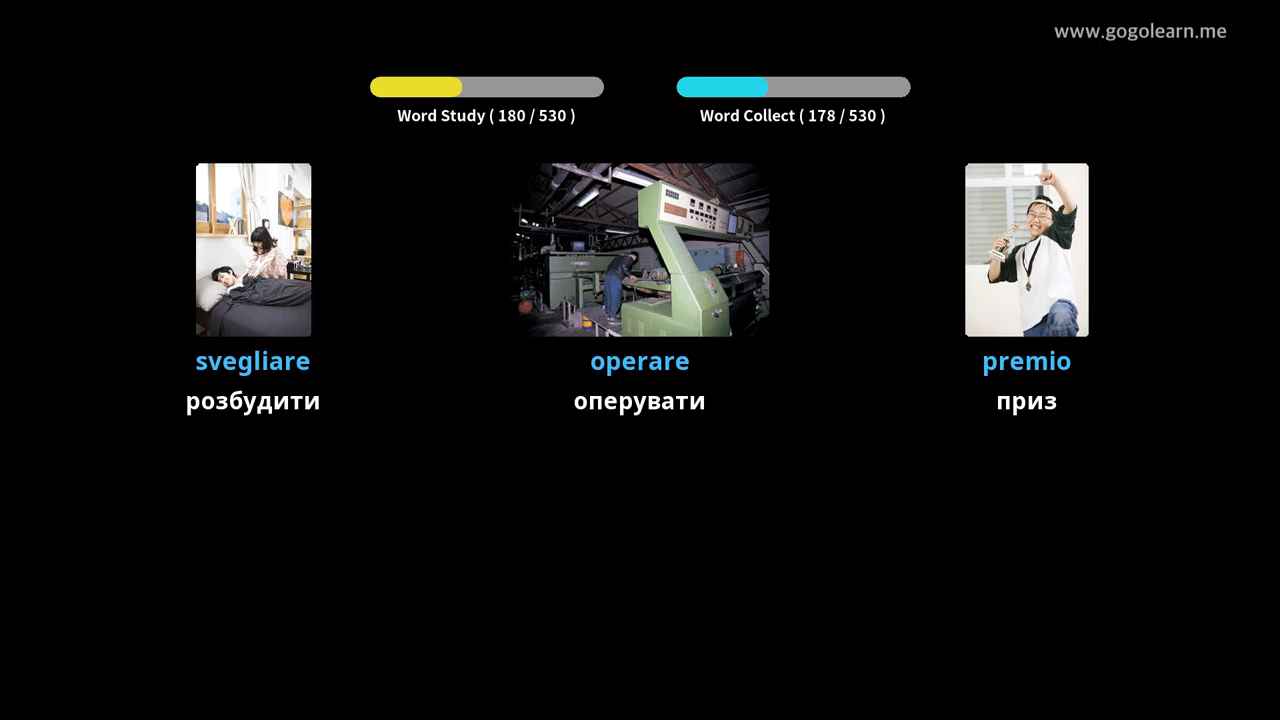 www.gogolearn.me
Word Study ( 180 / 530 )
Word Collect ( 178 / 530 )
svegliare
operare
premio
розбудити
оперувати
приз